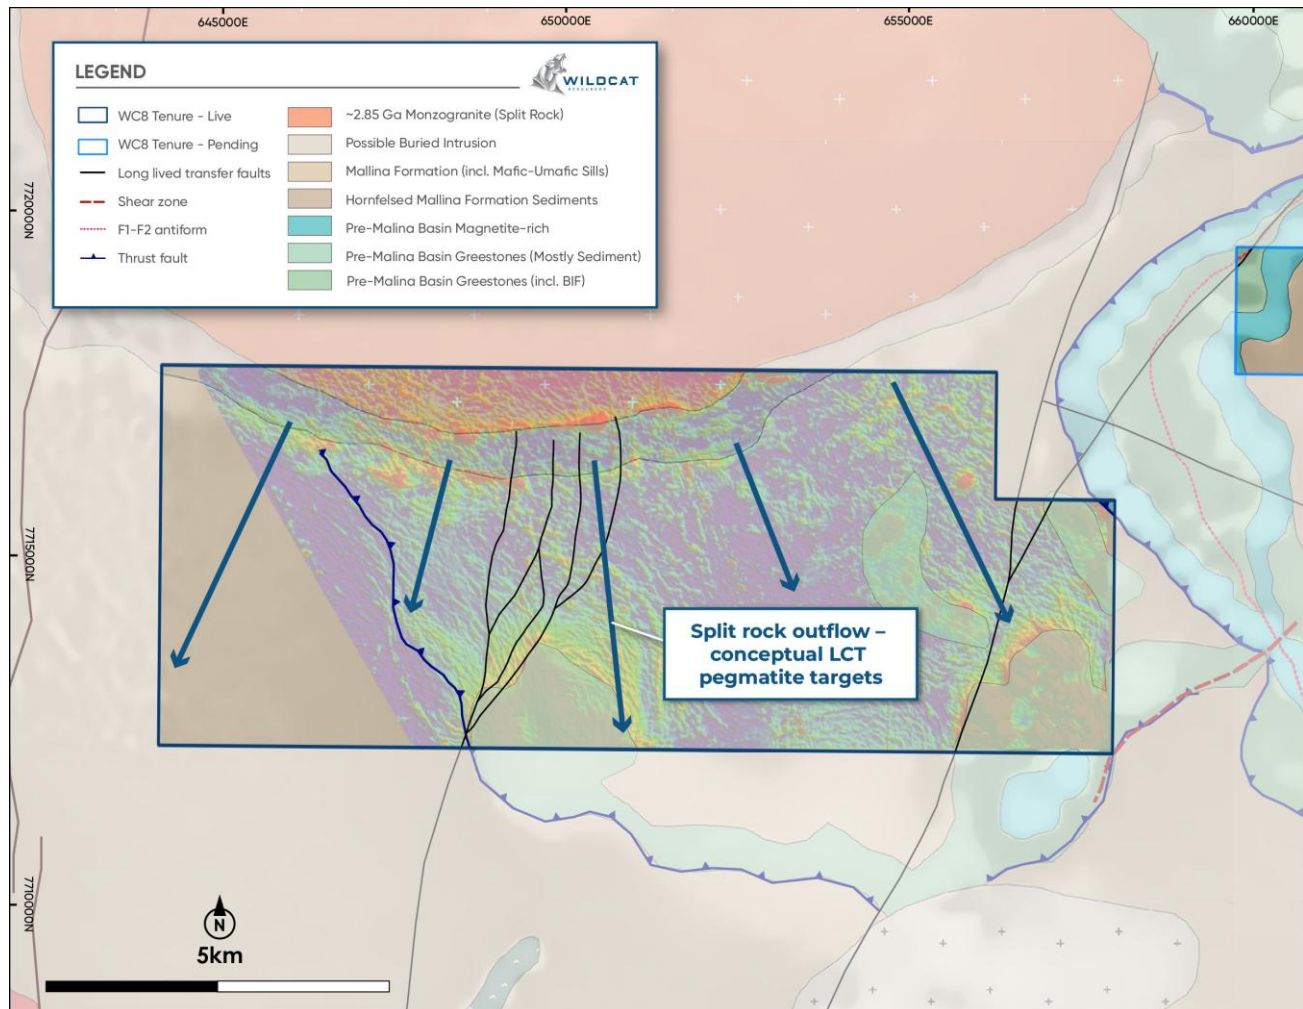 645000E 650000E 655000E 660000E
LEGEND
WILDCAT
RESOURCES
WC8 Tenure - Live
WC8 Tenure - Pending
Long lived transfer faults
Shear zone
F1-F2 antiform
Thrust fault
~2.85 Ga Monzogranite (Split Rock)
Possible Buried Intrusion
Mallina Formation (incl. Mafic-Umafic Sills)
Hornfelsed Mallina Formation Sediments
Pre-Malina Basin Magnetite-rich
Pre-Malina Basin Greestones (Mostly Sediment)
Pre-Malina Basin Greestones (incl. BIF)
7720000N
7715000N
7710000N
Split rock outflow –
conceptual LCT
pegmatite targets
N
5km